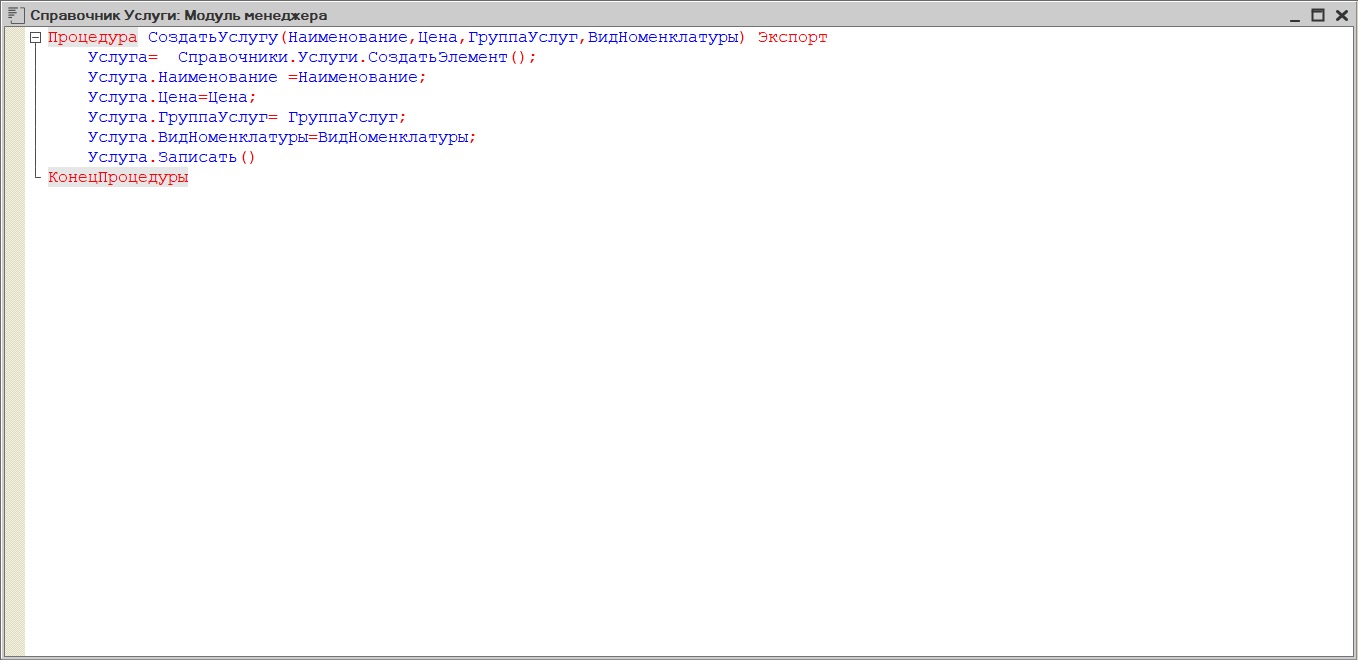 Справочник Услуги: Модуль менеджера
Процедура СоздатьУслугу(Наименование,Цена,ГруппаУслуг,ВидНоменклатуры) Экспорт
Услуга=  Справочники.Услуги.СоздатьЭлемент();
Услуга.Наименование =Наименование;
Услуга.Цена=Цена;
Услуга.ГруппаУслуг= ГруппаУслуг;
Услуга.ВидНоменклатуры=ВидНоменклатуры;
Услуга.Записать()
КонецПроцедуры